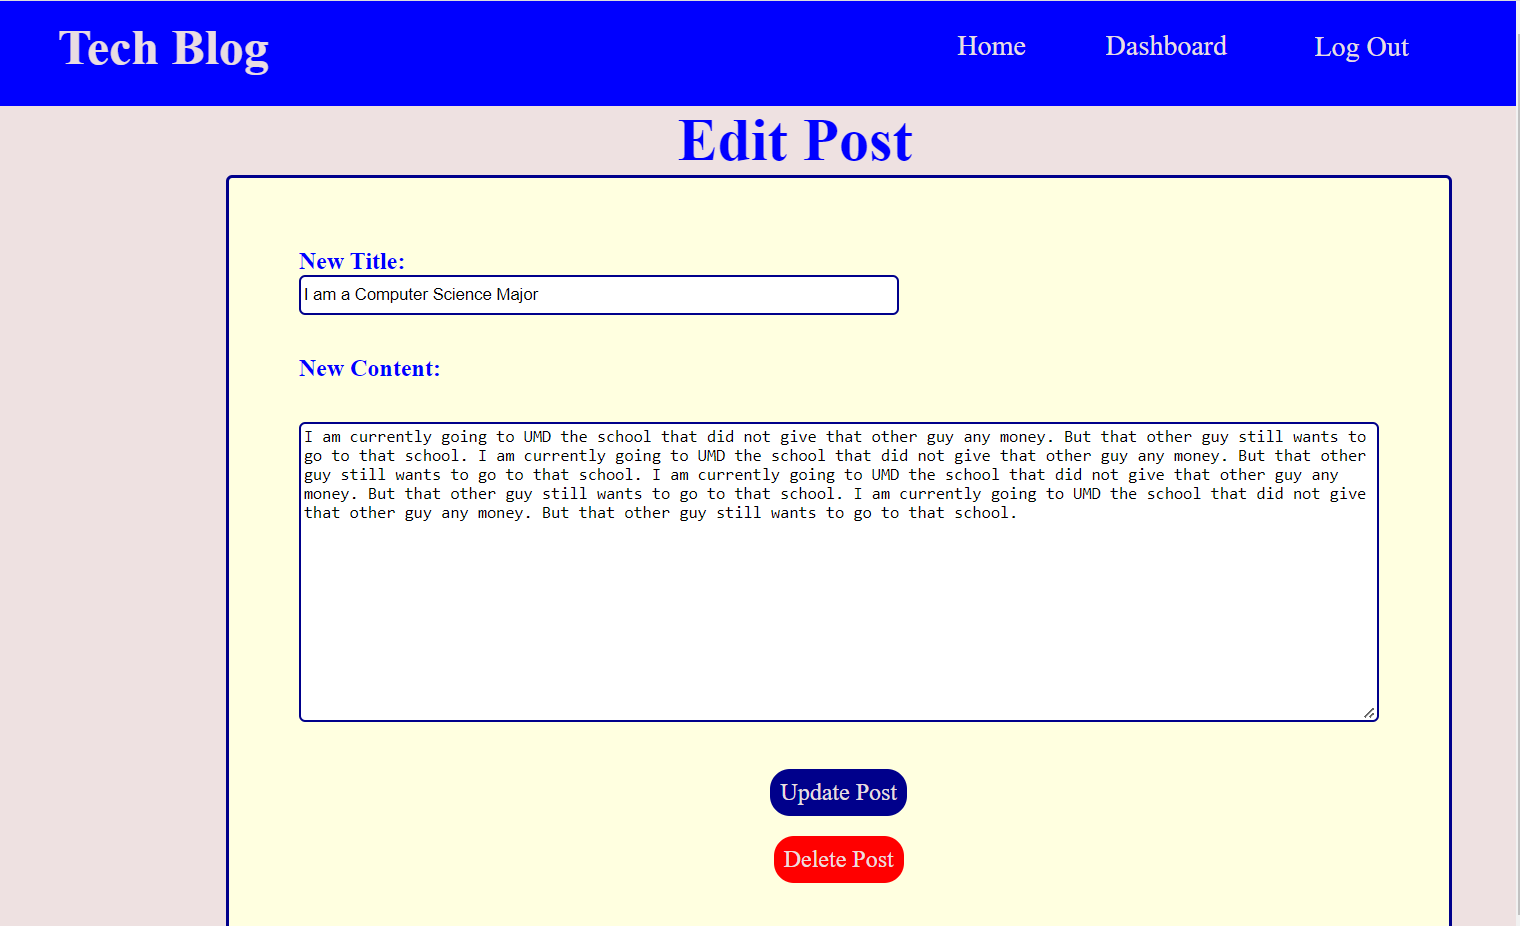 Tech Blog
Home
Dashboard
Log Out
Edit Post
New Title:
I am a Computer Science Major
New Content:
I am currently going to UMD the school that did not give that other guy any money. But that other guy still wants to
go to that school. I am currently going to UMD the school that did not give that other guy any money. But that other
guy still wants to go to that school. I am currently going to UMD the school that did not give that other guy any
money. But that other guy still wants to go to that school. I am currently going to UMD the school that did not give
that other guy any money. But that other guy still wants to go to that school.
Update Post
Delete Post